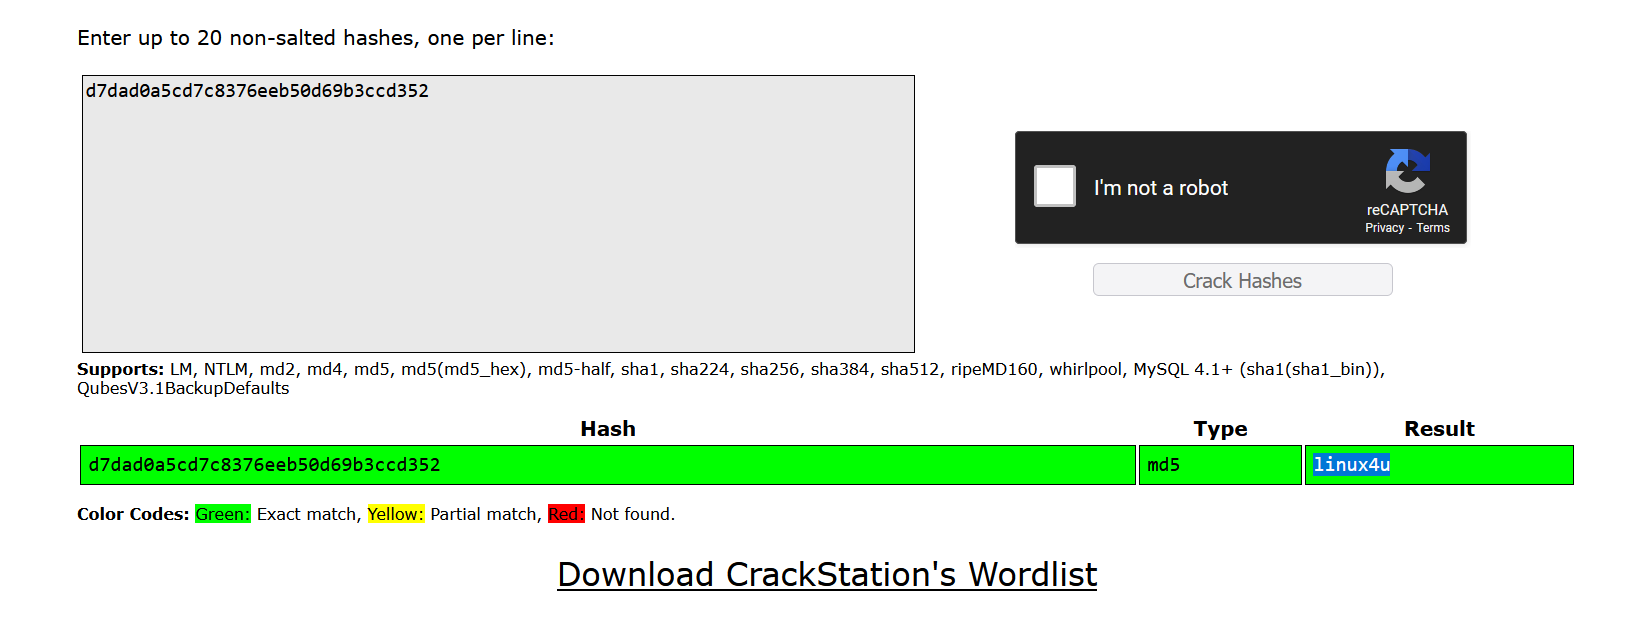 Enter up to 20 non-salted hashes, one per line:
d7dad0a5cd7c8376eeb50d69b3ccd352
I'm not a robot
reCAPTCHA
Privacy - Terms
Crack Hashes
Supports: LM, NTLM, md2, md4, md5, md5(md5_hex), md5-half, sha1, sha224, sha256, sha384, sha512, ripeMD160, whirlpool, MySQL 4.1+ (sha1(sha1_bin)),
QubesV3.1BackupDefaults
Hash Type Result
d7dad0a5cd7c8376eeb50d69b3ccd352 md5 linux4u
Color Codes: Green: Exact match, Yellow: Partial match, Red: Not found.
Download CrackStation's Wordlist